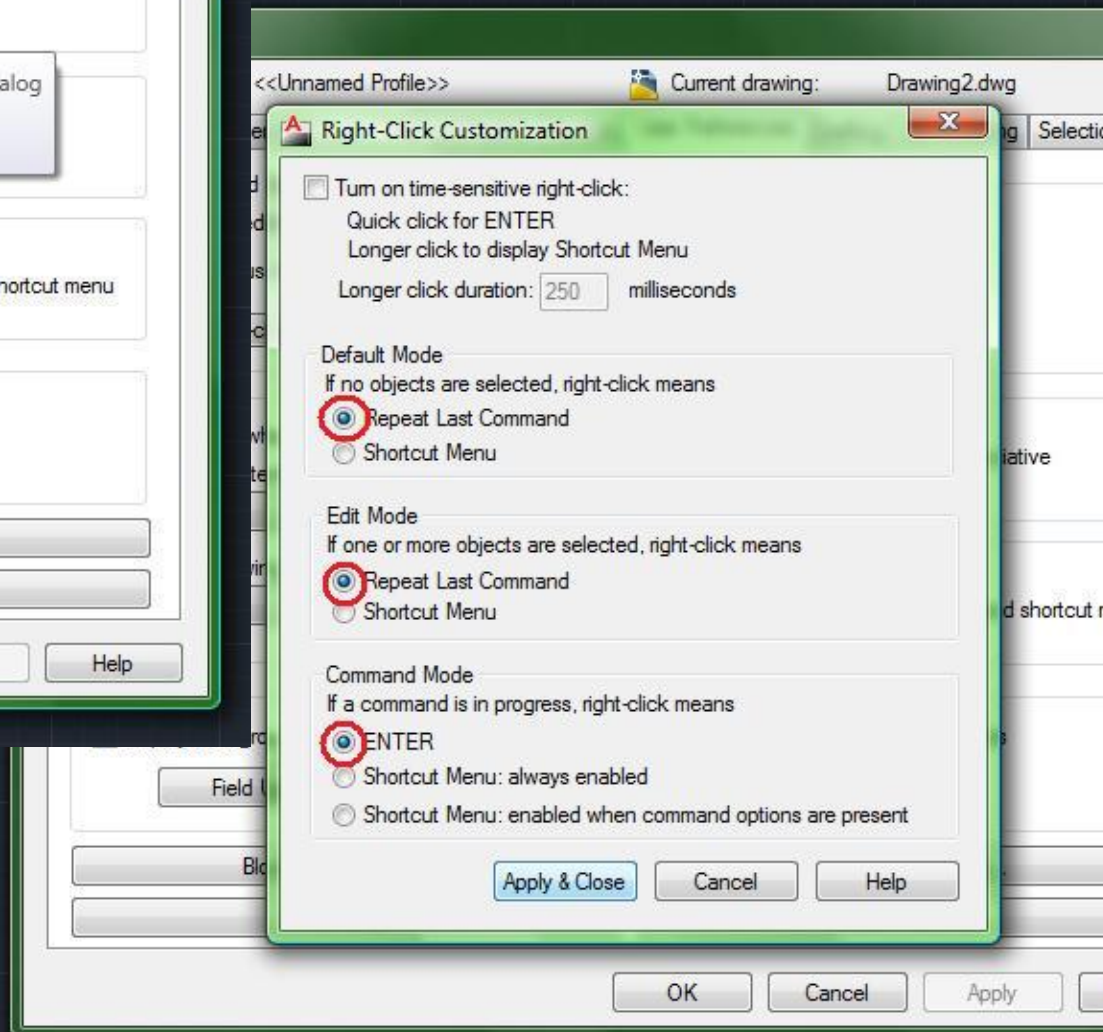 alog
hortcut menu
Help
<<Unnamed Profile>>
Current drawing:
Drawing2.dwg
Right-Click Customization
Turn on time-sensitive right-click:
Quick click for ENTER
Longer click to display Shortcut Menu
Longer click duration: 250 milliseconds
Default Mode
If no objects are selected, right-click means
Repeat Last Command
Shortcut Menu
Edit Mode
If one or more objects are selected, right-click means
Repeat Last Command
Shortcut Menu
Command Mode
If a command is in progress, right-click means
ENTER
Shortcut Menu: always enabled
Shortcut Menu: enabled when command options are present
Apply & Close
Cancel
Help
Selectio
iative
d shortcut
Field
OK
Cancel
Apply